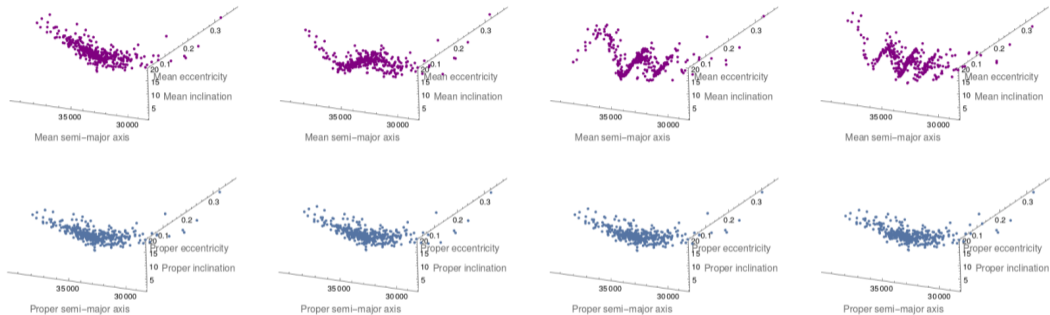 0.3 0.3 0.3 0.3
0.2 0.2 0.2 0.2
0.1 0.1 0.1 0.1
20 Mean eccentricity 20 Mean eccentricity 20 Mean eccentricity 20 Mean eccentricity
15 15 15 15
10 Mean inclination 10 Mean inclination 10 Mean inclination 10 Mean inclination
5 5 5 5
35000 30000 35000 30000 35000 30000 35000 30000
Mean semi-major axis Mean semi-major axis Mean semi-major axis Mean semi-major axis
0.3 0.3 0.3 0.3
0.2 0.2 0.2 0.2
0.1 0.1 0.1 0.1
20 Proper eccentricity 20 Proper eccentricity 20 Proper eccentricity 20 Proper eccentricity
15 15 15 15
10 Proper inclination 10 Proper inclination 10 Proper inclination 10 Proper inclination
5 5 5 5
35000 30000 35000 30000 35000 30000 35000 30000
Proper semi-major axis Proper semi-major axis Proper semi-major axis Proper semi-major axis